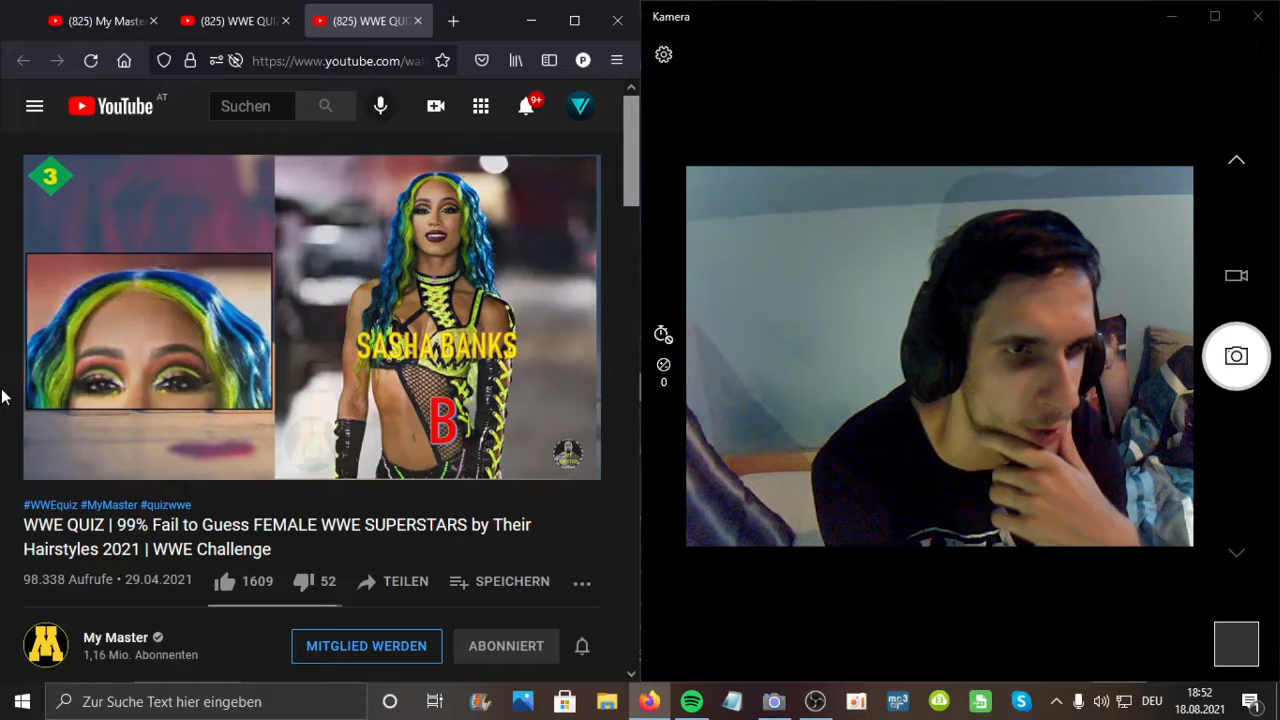 (825) My Maste
(825) WWE QUI
(825) WWE QU
https://www.youtube.com/wa
YouTube AT
Suchen
9+
P
3
SASHA BANKS
B
#WWEquiz #MyMaster #quizwwe
WWE QUIZ | 99% Fail to Guess FEMALE WWE SUPERSTARS by Their
Hairstyles 2021 | WWE Challenge
98.338 Aufrufe • 29.04.2021
1609
52
TEILEN
SPEICHERN
My Master
1,16 Mio. Abonnenten
MITGLIED WERDEN
ABONNIERT
Kamera
0
Zur Suche Text hier eingeben
mp3
DEU
18:52
18.08.2021
1